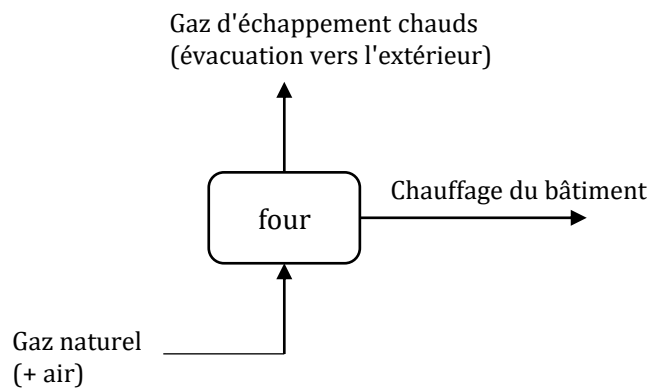 Gaz d'échappement chauds
(évacuation vers l'extérieur)
Chauffage du bâtiment
four
Gaz naturel
(+ air)